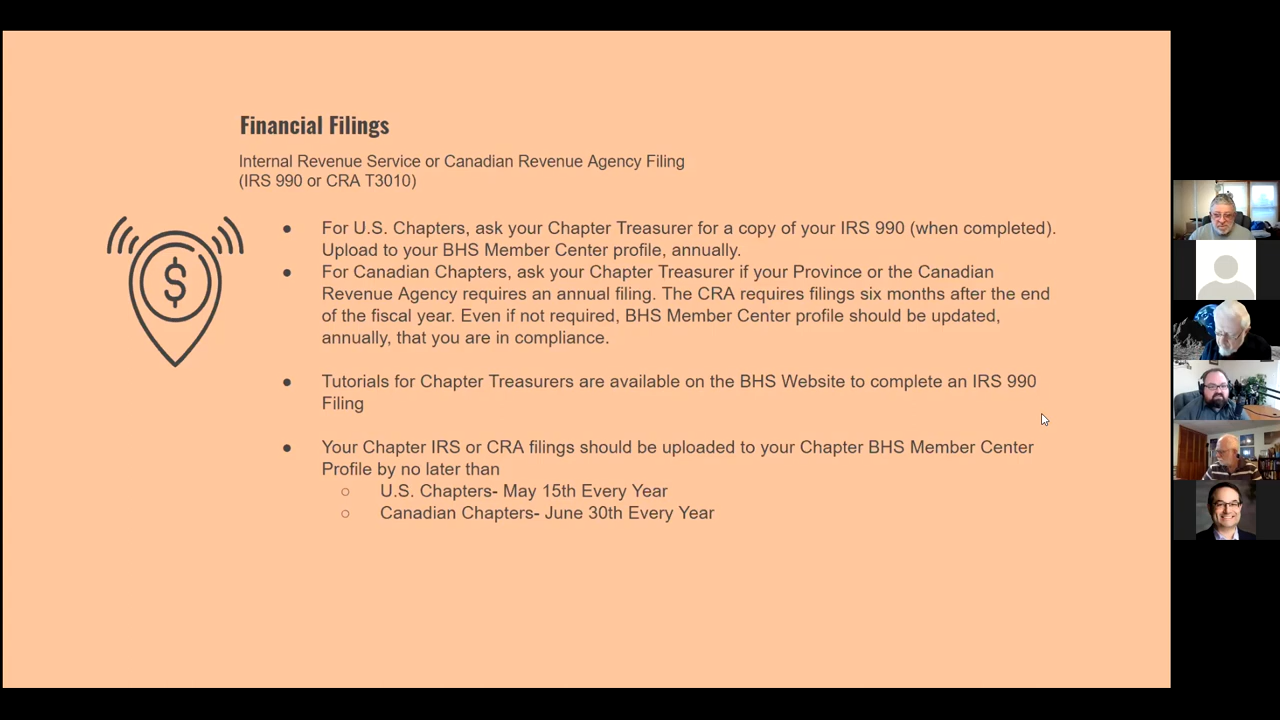 Financial Filings
Internal Revenue Service or Canadian Revenue Agency Filing
(IRS 990 or CRA T3010)
● For U.S. Chapters, ask your Chapter Treasurer for a copy of your IRS 990 (when completed).
Upload to your BHS Member Center profile, annually.
● For Canadian Chapters, ask your Chapter Treasurer if your Province or the Canadian
Revenue Agency requires an annual filing. The CRA requires filings six months after the end
of the fiscal year. Even if not required, BHS Member Center profile should be updated,
annually, that you are in compliance.
● Tutorials for Chapter Treasurers are available on the BHS Website to complete an IRS 990
Filing
● Your Chapter IRS or CRA filings should be uploaded to your Chapter BHS Member Center
Profile by no later than
○ U.S. Chapters- May 15th Every Year
○ Canadian Chapters- June 30th Every Year